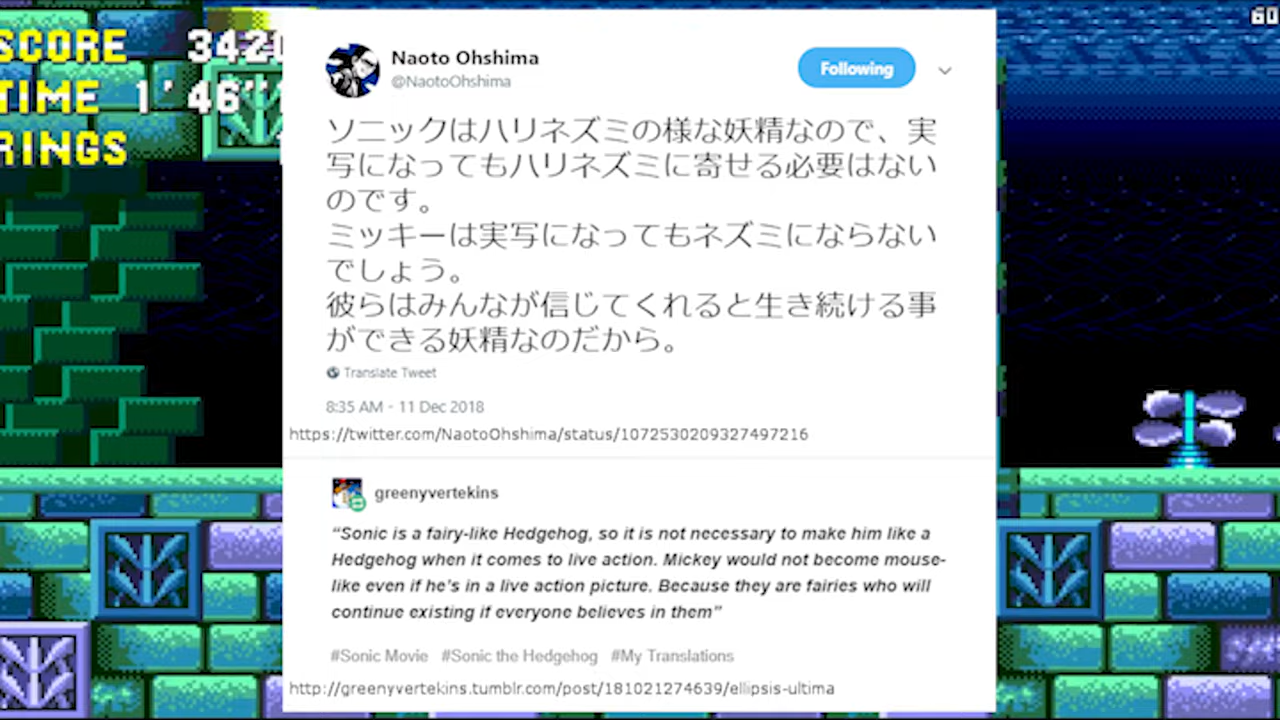 SCORE 3421
TIME 1'46"
RINGS
60
Naoto Ohshima
@NaotoOhshima
Following
ソニックはハリネズミの様な妖精なので、実
写になってもハリネズミに寄せる必要はない
のです。
ミッキーは実写になってもネズミにならない
でしょう。
彼らはみんなが信じてくれると生き続ける事
ができる妖精なのだから。
Translate Tweet
8:35 AM - 11 Dec 2018
https://twitter.com/NaotoOhshima/status/1072530209327497216
greenyvertekins
“Sonic is a fairy-like Hedgehog, so it is not necessary to make him like a
Hedgehog when it comes to live action. Mickey would not become mouse-
like even if he's in a live action picture. Because they are fairies who will
continue existing if everyone believes in them”
#Sonic Movie #Sonic the Hedgehog #My Translations
http://greenyvertekins.tumblr.com/post/181021274639/ellipsis-ultima